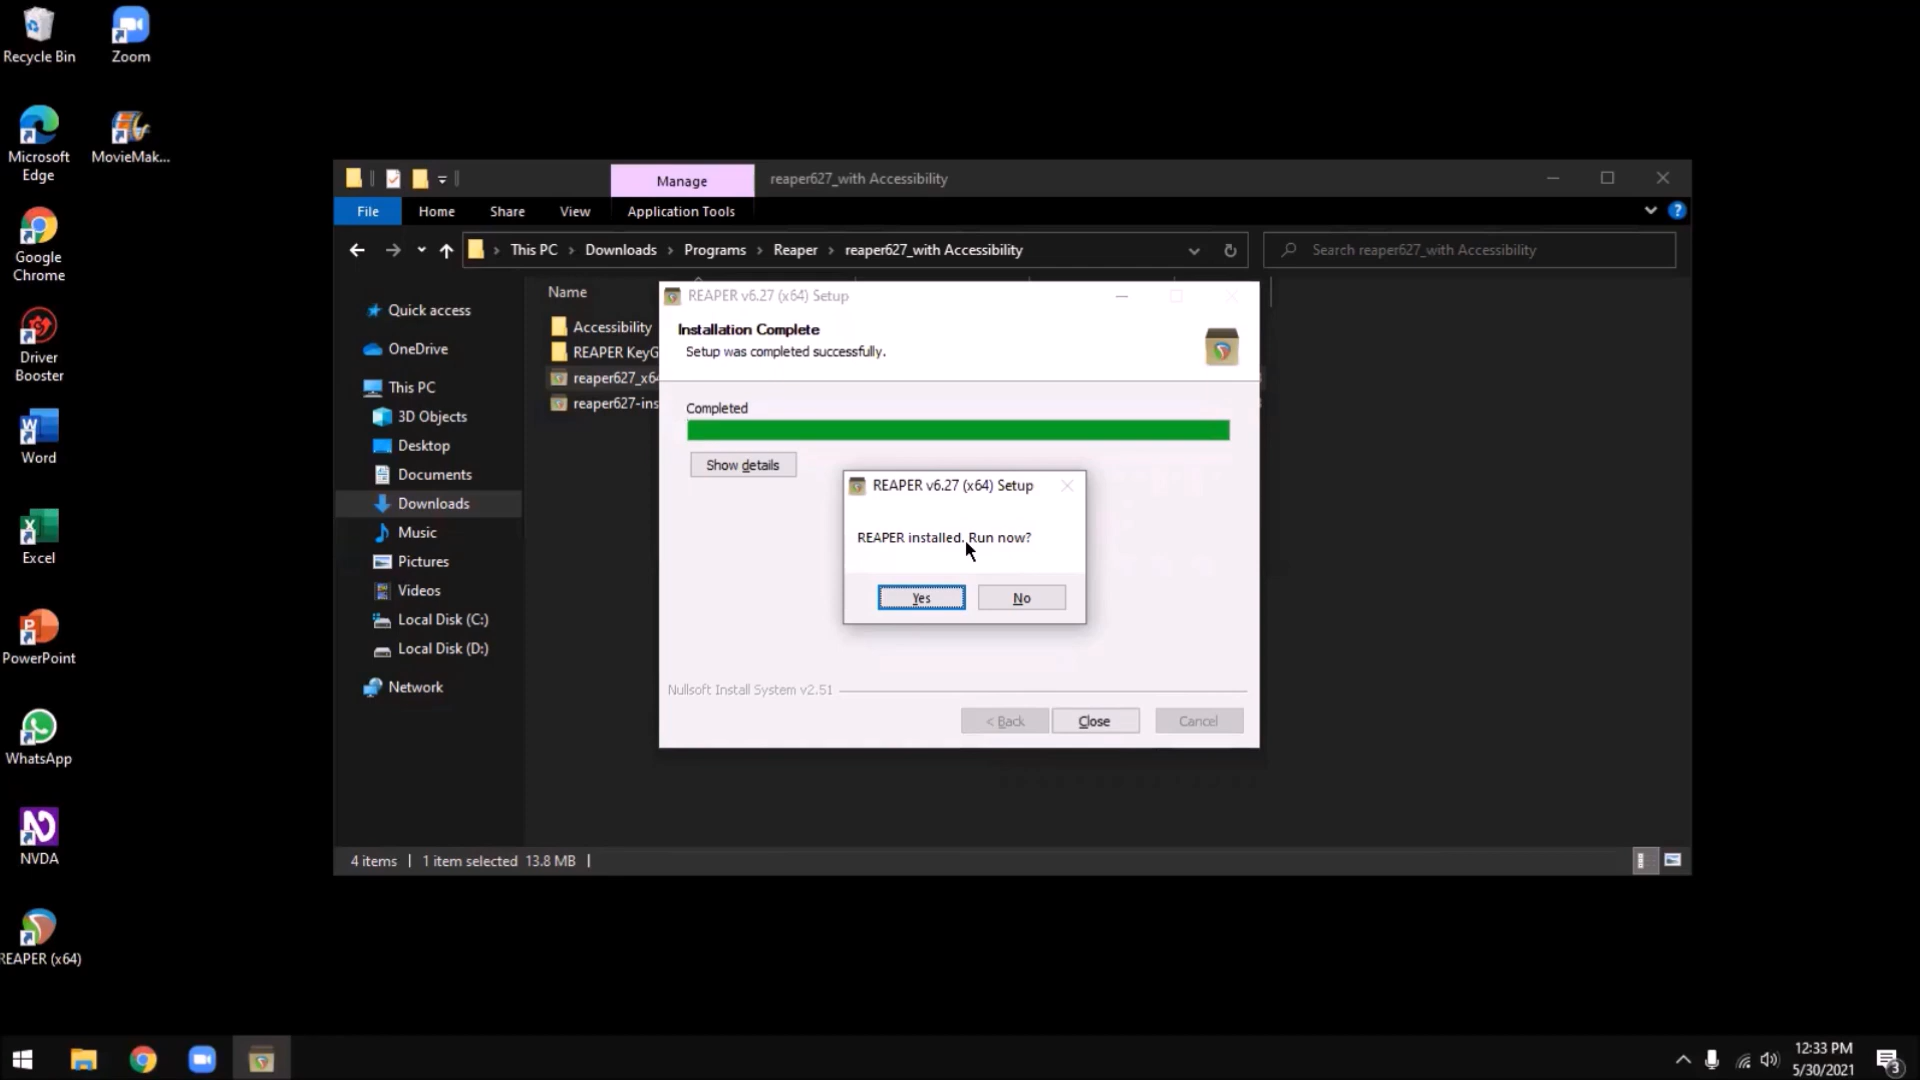 Recycle Bin
Zoom
Microsoft
Edge
MovieMak...
Google
Chrome
Driver
Booster
Word
Excel
PowerPoint
WhatsApp
NVDA
REAPER (x64)
Manage
reaper627_with Accessibility
File
Home
Share
View
Application Tools
This PC
Downloads
Programs
Reaper
reaper627_with Accessibility
Search reaper627_with Accessibility
Quick access
OneDrive
This PC
3D Objects
Desktop
Documents
Downloads
Music
Pictures
Videos
Local Disk (C:)
Local Disk (D:)
Network
Name
Accessibility
REAPER KeyG
reaper627_x64
reaper627-ins
REAPER v6.27 (x64) Setup
Installation Complete
Setup was completed successfully.
Completed
Show details
REAPER v6.27 (x64) Setup
REAPER installed. Run now?
Yes
No
Nullsoft Install System v2.51
< Back
Close
Cancel
4 items
1 item selected 13.8 MB
12:33 PM
5/30/2021
3